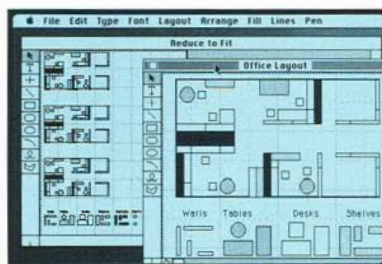 File Edit Type Font Layout Arrange Fill Lines Pen
Reduce to Fit
Office Layout
Walls Tables Desks Shelves